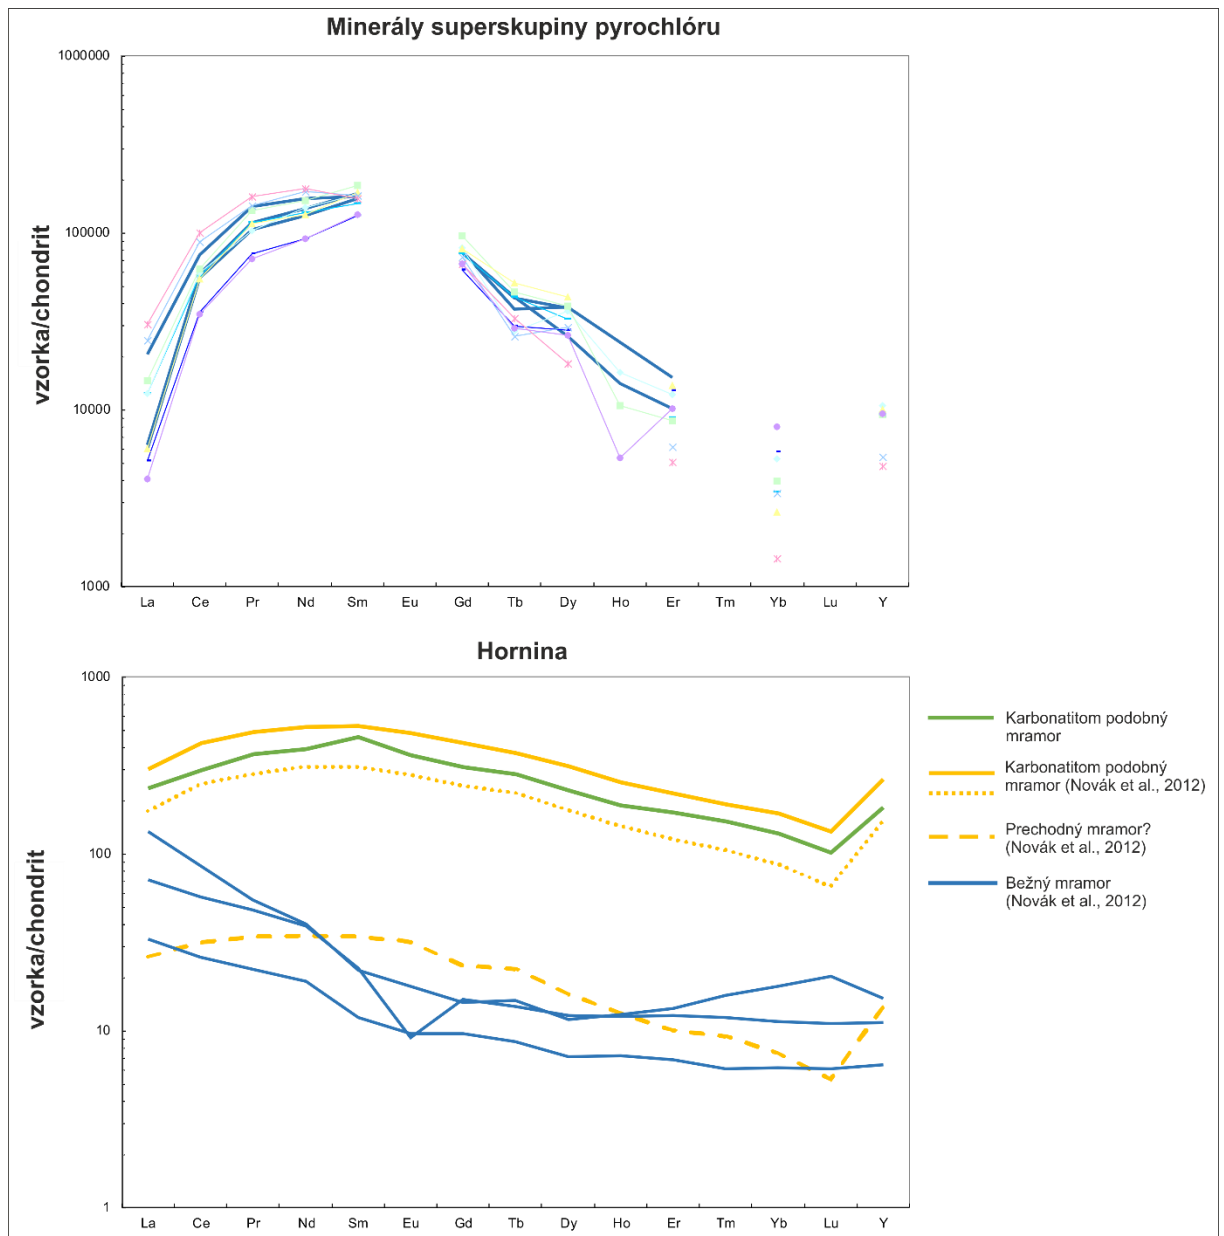 Minerály superskupiny pyrochlóru
1000000
100000
10000
1000
vzorka/chondrit
La Ce Pr Nd Sm Eu Gd Tb Dy Ho Er Tm Yb Lu Y
Hornina
1000
100
10
1
vzorka/chondrit
La Ce Pr Nd Sm Eu Gd Tb Dy Ho Er Tm Yb Lu Y
Karbonatitom podobný
mramor
Karbonatitom podobný
mramor (Novák et al., 2012)
Prechodný mramor?
(Novák et al., 2012)
Bežný mramor
(Novák et al., 2012)